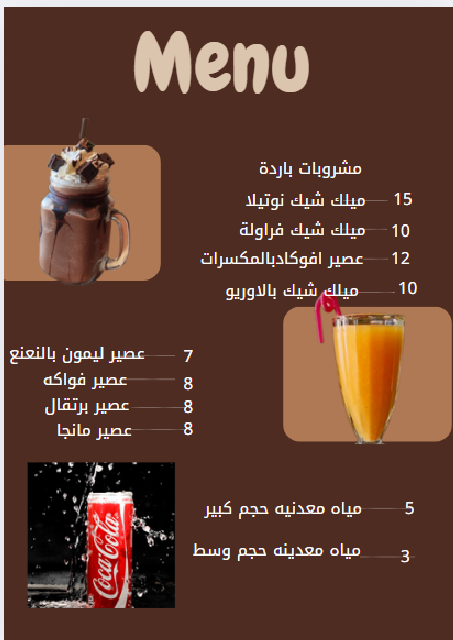 Menu
مشروبات باردة
ميلك شيك نوتيلا 15
ميلك شيك فراولة 10
عصير افوكادبالمكسرات 12
ميلك شيك بالاوريو 10
عصير ليمون بالنعنع 7
عصير فواكه 8
عصير برتقال 8
عصير مانجا 8
Coca-Cola
مياه معدنيه حجم كبير 5
مياه معدينه حجم وسط 3